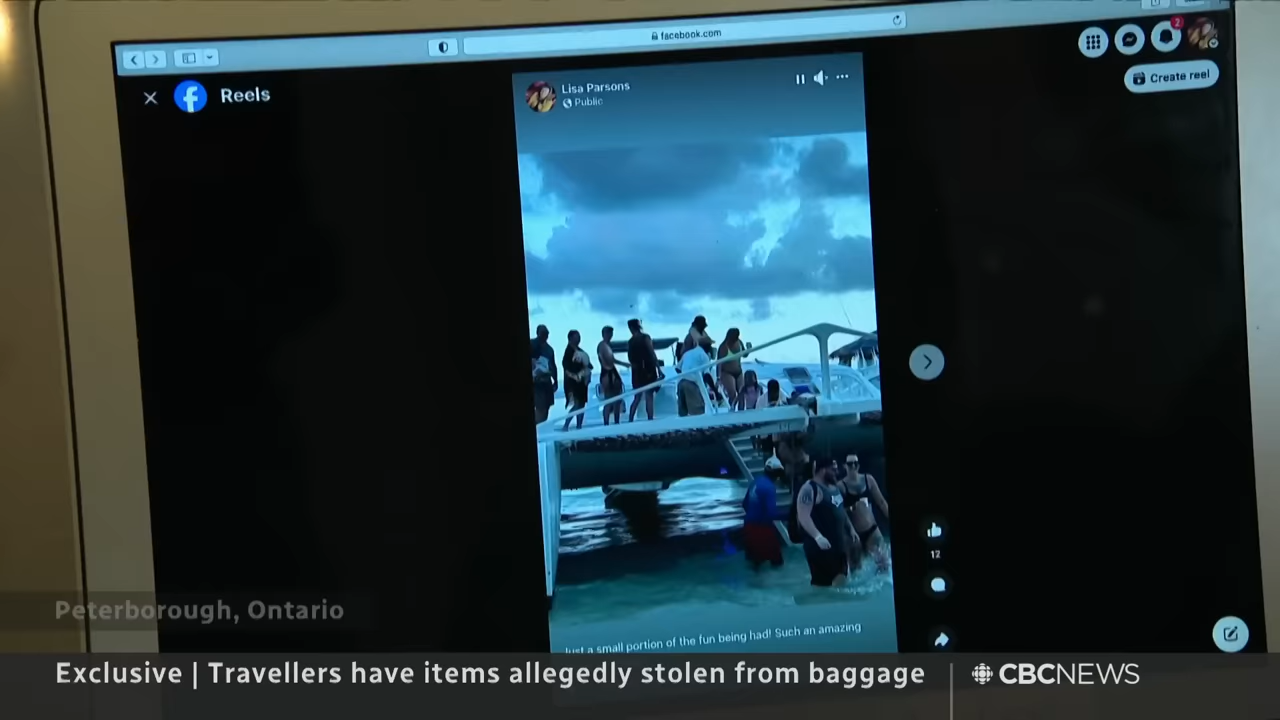 facebook.com
2
Reels
Create reel
Lisa Parsons
Public
12
Just a small portion of the fun being had! Such an amazing
Peterborough, Ontario
Exclusive | Travellers have items allegedly stolen from baggage
CBCNEWS